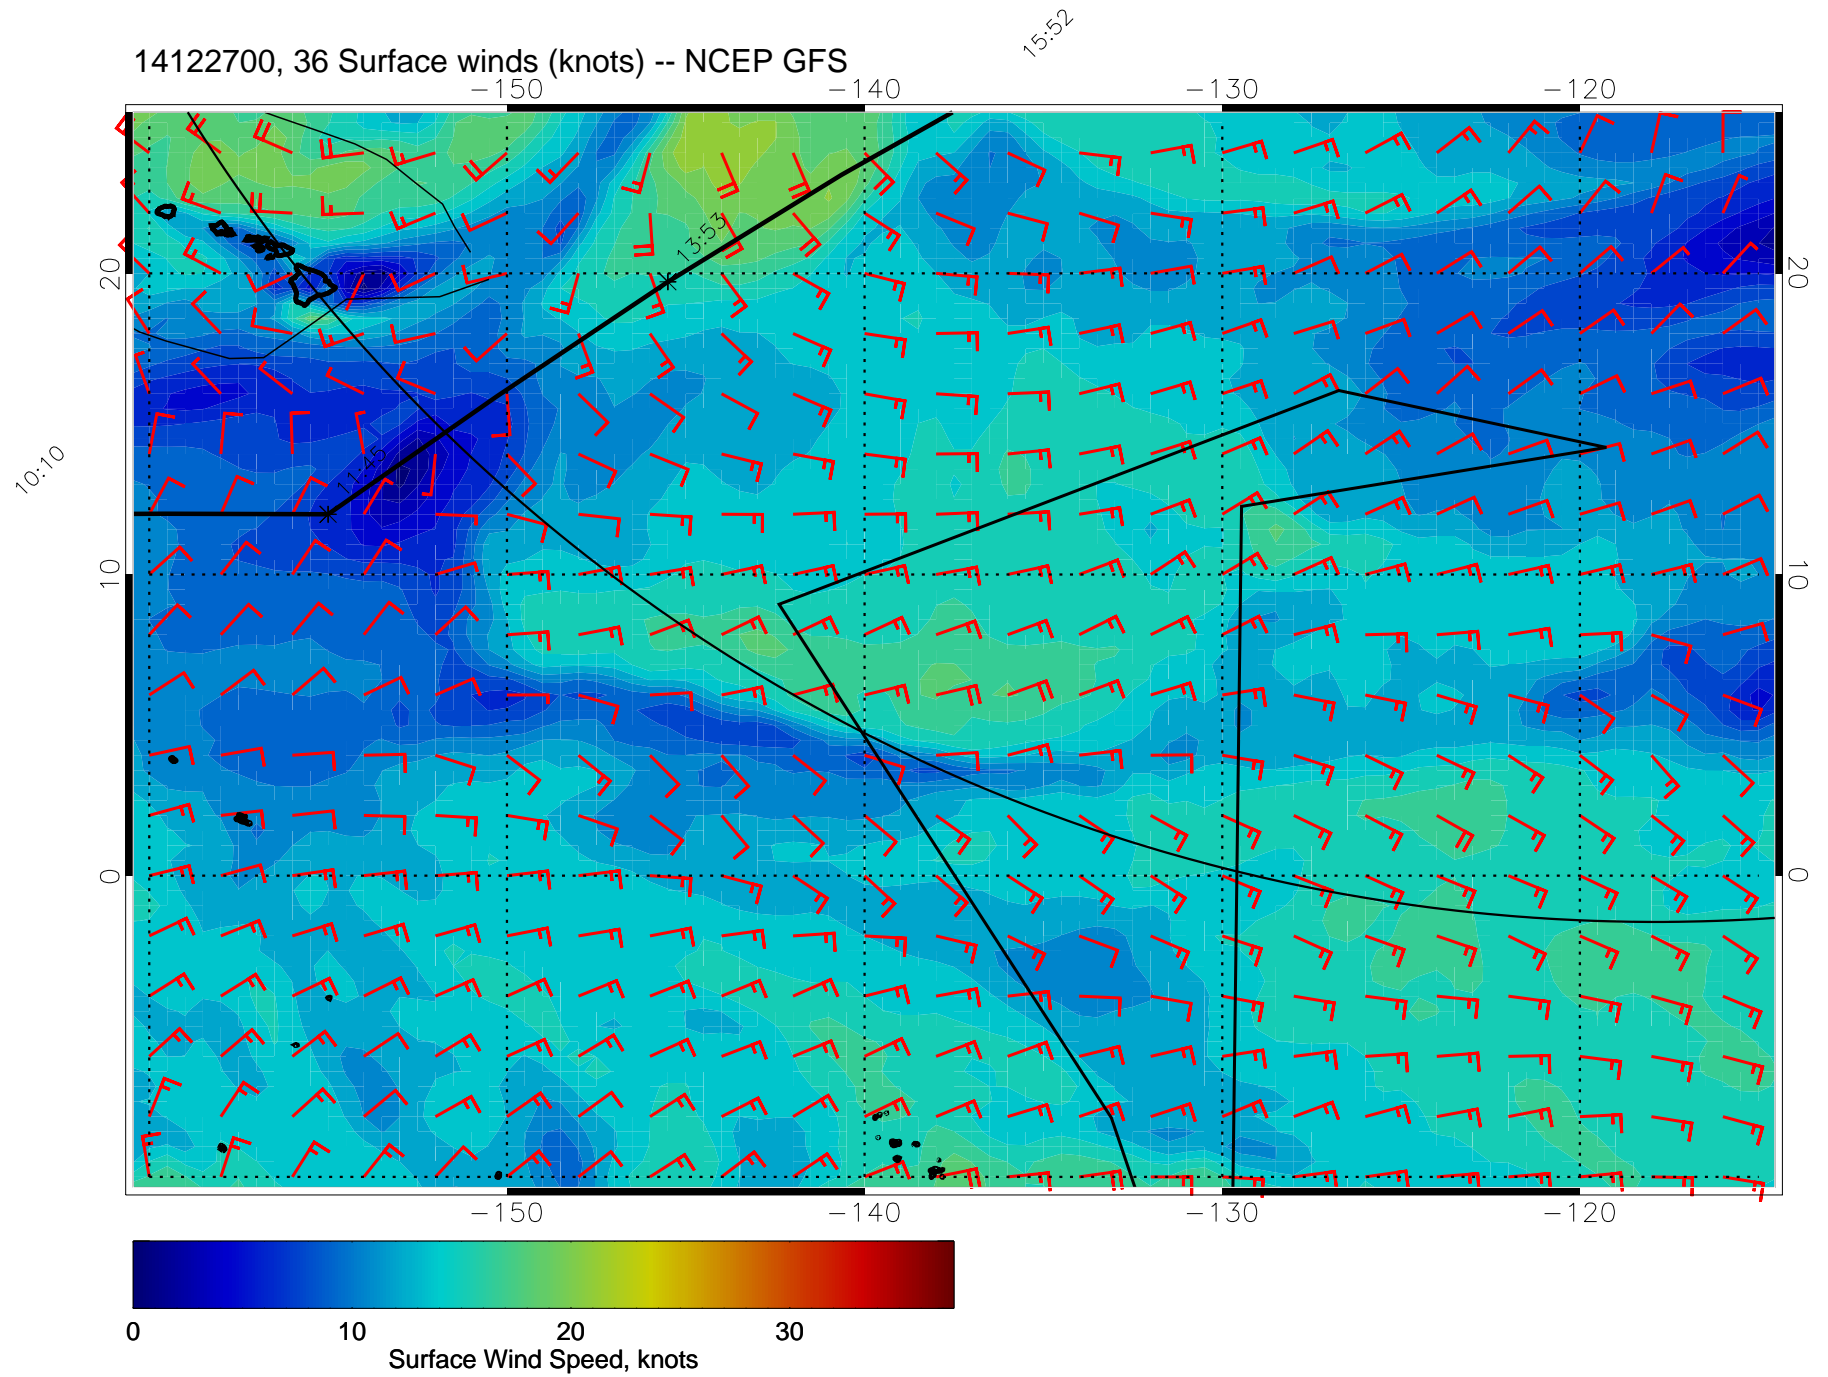 15:52
14122700, 36 Surface winds (knots) -- NCEP GFS
-150 -140 -130 -120
13:53
20 20
11:45
10:10
10 10
0 0
-150 -140 -130 -120
0 10 20 30
Surface Wind Speed, knots